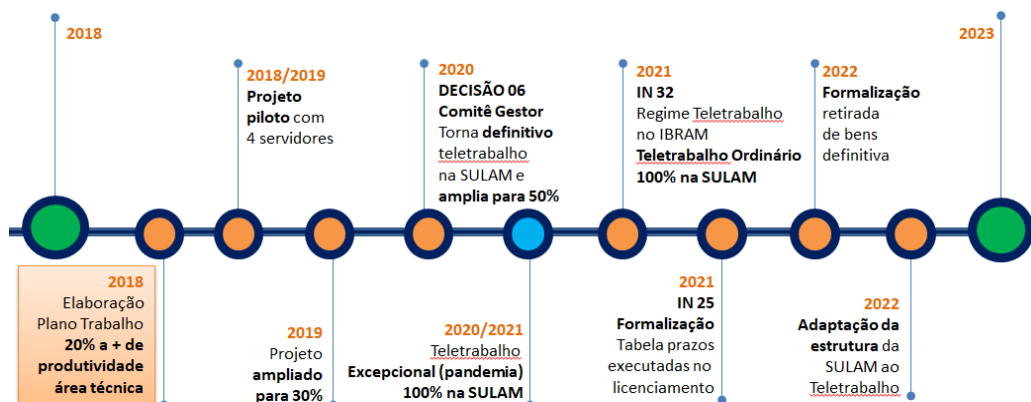 2018
2023
2018/2019
Projeto
piloto com
4 servidores
2020
DECISÃO 06
Comitê Gestor
Torna definitivo
teletrabalho
na SULAM e
amplia para 50%
2021
IN 32
Regime Teletrabalho
no IBRAM
Teletrabalho Ordinário
100% na SULAM
2022
Formalização
retirada
de bens
definitiva
2018
Elaboração
Plano Trabalho
20% a + de
produtividade
área técnica
2019
Projeto
ampliado
para 30%
2020/2021
Teletrabalho
Excepcional (pandemia)
100% na SULAM
2021
IN 25
Formalização
Tabela prazos
executadas no
licenciamento
2022
Adaptação da
estrutura da
SULAM ao
Teletrabalho